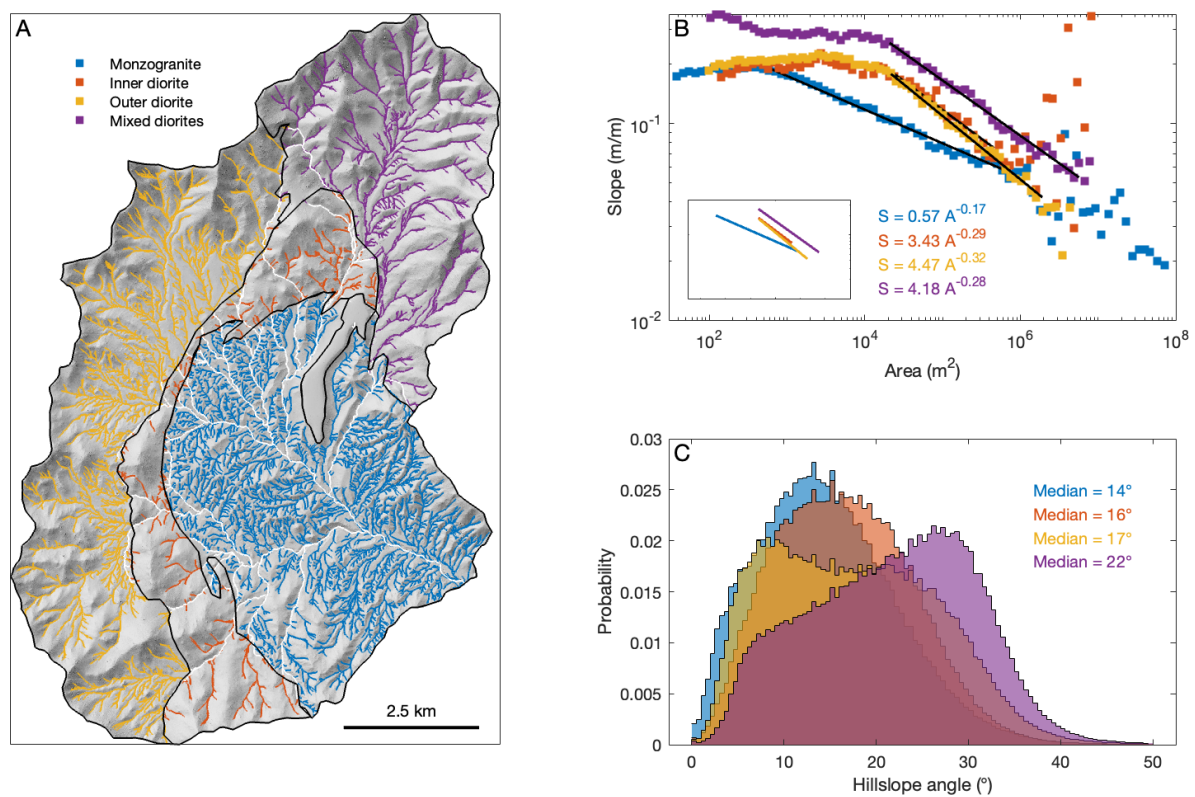 A
Monzogranite
Inner diorite
Outer diorite
Mixed diorites
2.5 km
B
Slope (m/m)
10^-1
10^-2
S = 0.57 A^-0.17
S = 3.43 A^-0.29
S = 4.47 A^-0.32
S = 4.18 A^-0.28
10^2 10^4 10^6 10^8
Area (m^2)
C
Probability
0.03
0.025
0.02
0.015
0.01
0.005
0
Median = 14°
Median = 16°
Median = 17°
Median = 22°
0 10 20 30 40 50
Hillslope angle (°)